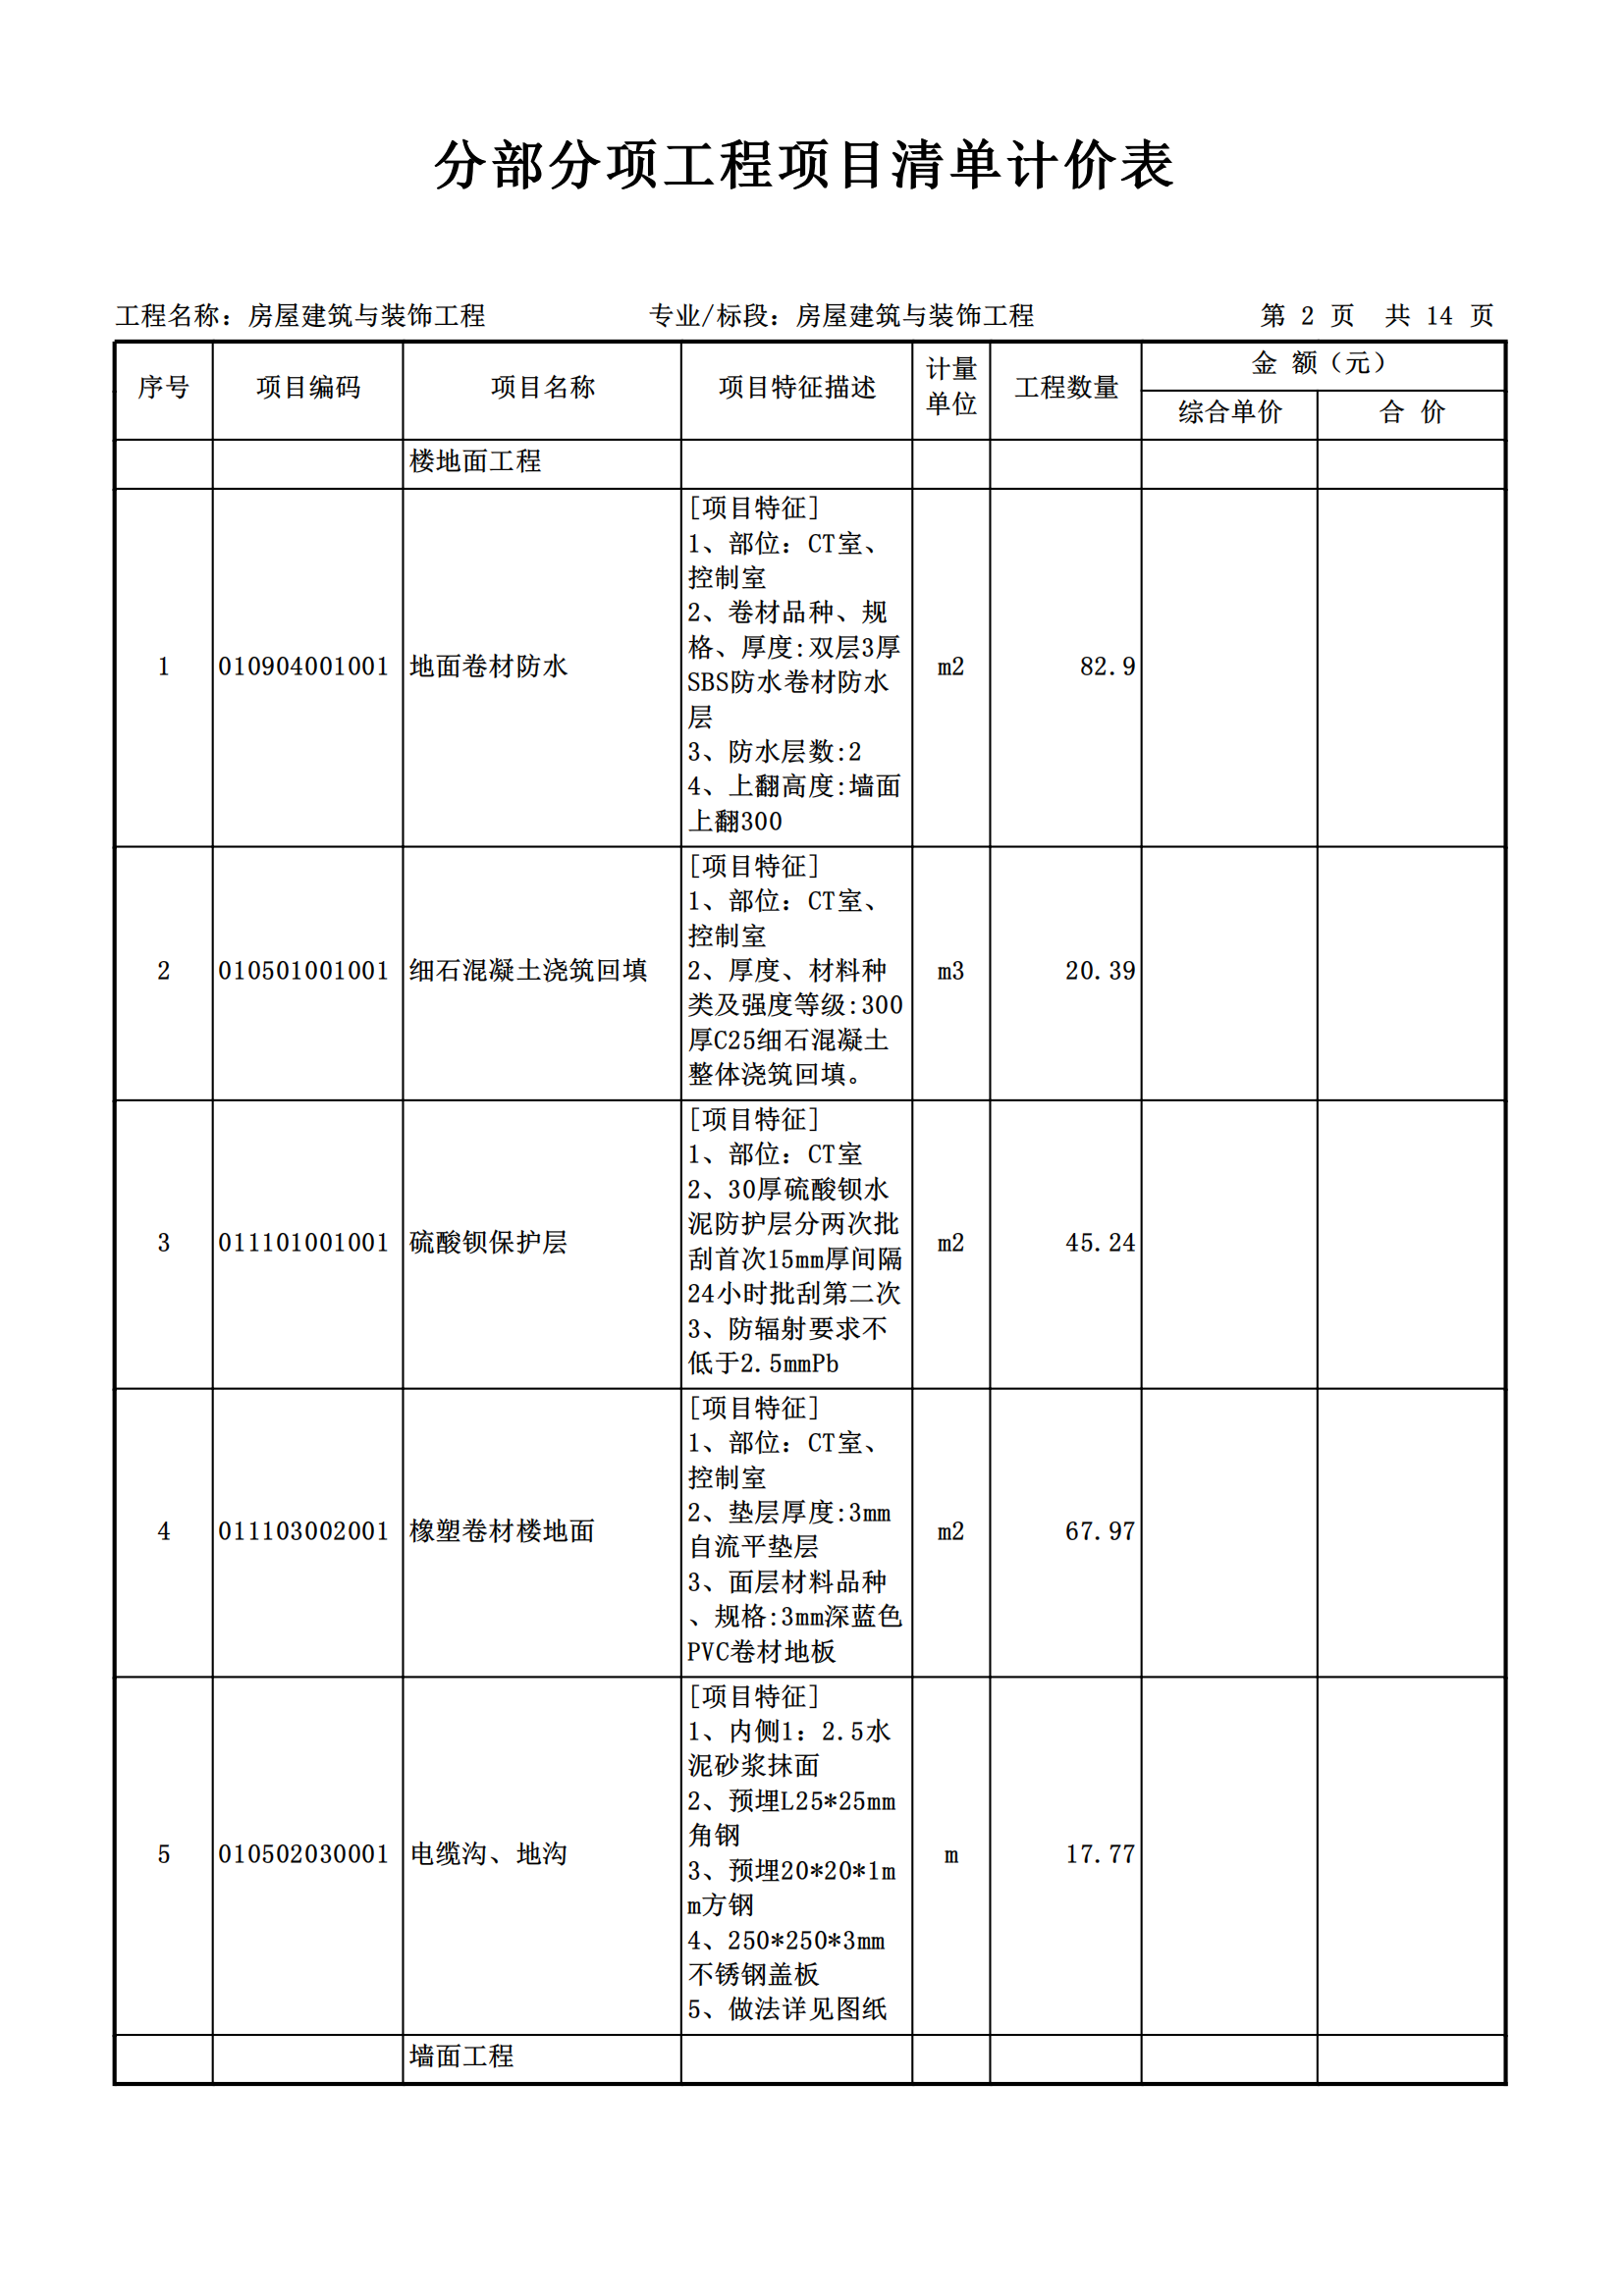 分部分项工程项目清单计价表
工程名称：房屋建筑与装饰工程 专业/标段：房屋建筑与装饰工程 第 2 页 共 14 页
序号 项目编码 项目名称 项目特征描述 计量单位 工程数量 金 额（元）
综合单价 合 价
楼地面工程
[项目特征]
1、部位：CT室、
控制室
2、卷材品种、规
格、厚度:双层3厚
SBS防水卷材防水
层
3、防水层数:2
4、上翻高度:墙面
上翻300
1 010904001001 地面卷材防水 m2 82.9
[项目特征]
1、部位：CT室、
控制室
2、厚度、材料种
类及强度等级:300
厚C25细石混凝土
整体浇筑回填。
2 010501001001 细石混凝土浇筑回填 m3 20.39
[项目特征]
1、部位：CT室
2、30厚硫酸钡水
泥防护层分两次批
刮首次15mm厚间隔
24小时批刮第二次
3、防辐射要求不
低于2.5mmPb
3 011101001001 硫酸钡保护层 m2 45.24
[项目特征]
1、部位：CT室、
控制室
2、垫层厚度:3mm
自流平垫层
3、面层材料品种
、规格:3mm深蓝色
PVC卷材地板
4 011103002001 橡塑卷材楼地面 m2 67.97
[项目特征]
1、内侧1：2.5水
泥砂浆抹面
2、预埋L25*25mm
角钢
3、预埋20*20*1m
m方钢
4、250*250*3mm
不锈钢盖板
5、做法详见图纸
5 010502030001 电缆沟、地沟 m 17.77
墙面工程